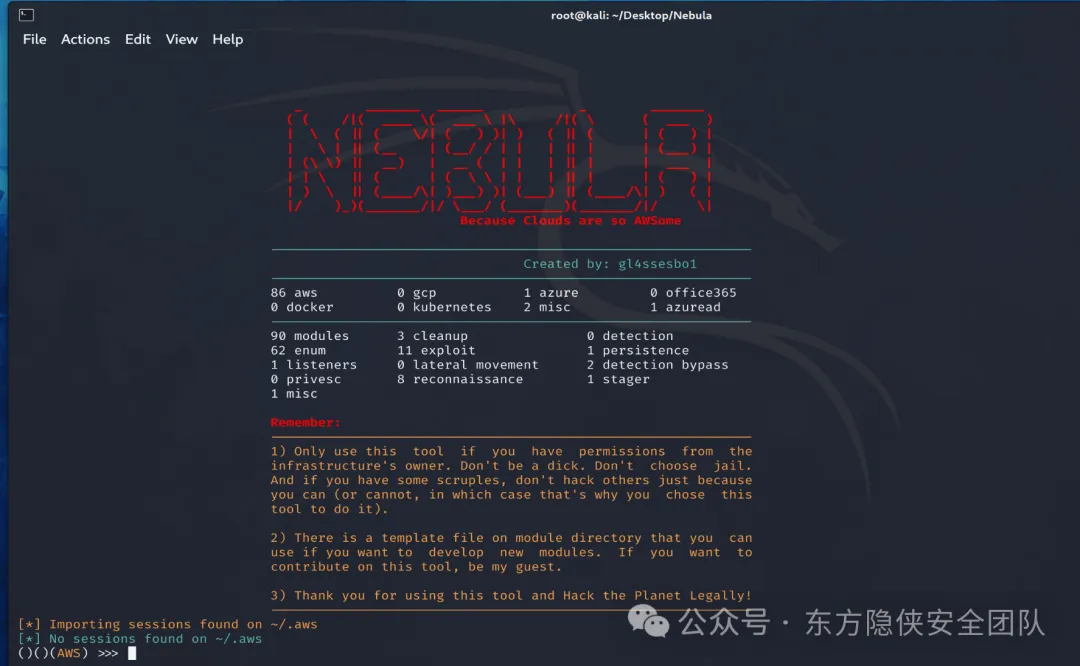 root@kali: ~/Desktop/Nebula
File Actions Edit View Help
NEBULA
Because Clouds are so AWSome
Created by: gl4ssesbo1
86 aws 0 gcp 1 azure 0 office365
0 docker 0 kubernetes 2 misc 1 azuread
90 modules 3 cleanup 0 detection
62 enum 11 exploit 1 persistence
1 listeners 0 lateral movement 2 detection bypass
0 privesc 8 reconnaissance 1 stager
1 misc
Remember:
1) Only use this tool if you have permissions from the
infrastructure's owner. Don't be a dick. Don't choose jail.
And if you have some scruples, don't hack others just because
you can (or cannot, in which case that's why you chose this
tool to do it).
2) There is a template file on module directory that you can
use if you want to develop new modules. If you want to
contribute on this tool, be my guest.
3) Thank you for using this tool and Hack the Planet Legally!
[*] Importing sessions found on ~/.aws
[*] No sessions found on ~/.aws
()()(AWS) >>>
公众号 · 东方隐侠安全团队